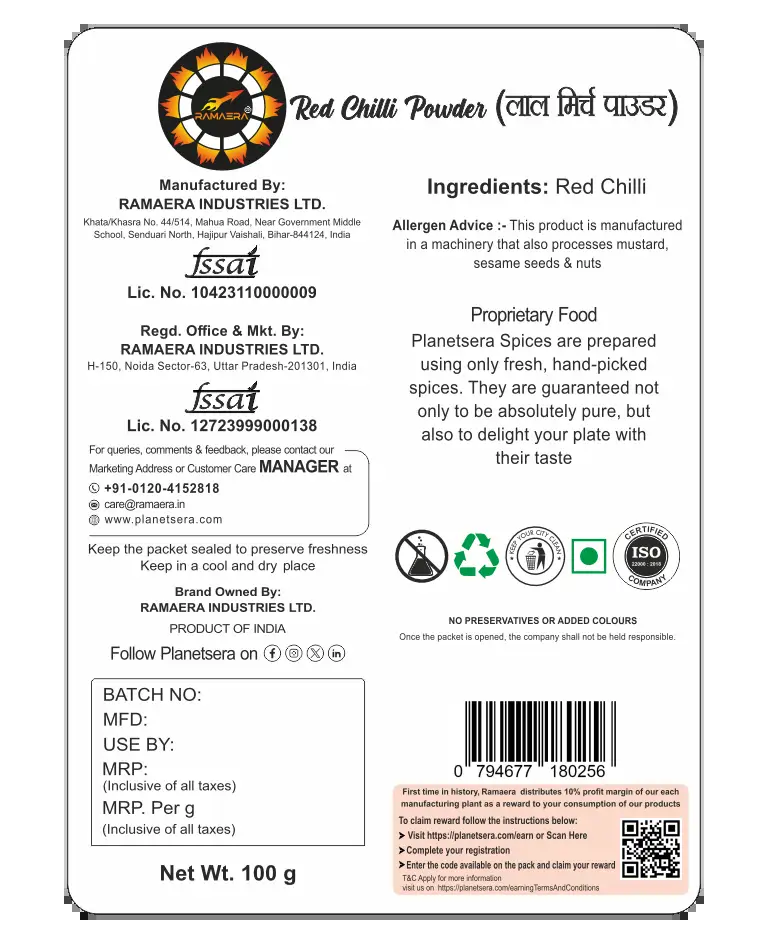 RAMAERA
Red Chilli Powder (लाल मिर्च पाउडर)
Manufactured By:
RAMAERA INDUSTRIES LTD.
Khata/Khasra No. 44/514, Mahua Road, Near Government Middle
School, Senduari North, Hajipur Vaishali, Bihar-844124, India
fssai
Lic. No. 10423110000009
Regd. Office & Mkt. By:
RAMAERA INDUSTRIES LTD.
H-150, Noida Sector-63, Uttar Pradesh-201301, India
fssai
Lic. No. 12723999000138
For queries, comments & feedback, please contact our
Marketing Address or Customer Care MANAGER at
+91-0120-4152818
care@ramaera.in
www.planetsera.com
Keep the packet sealed to preserve freshness
Keep in a cool and dry place
Brand Owned By:
RAMAERA INDUSTRIES LTD.
PRODUCT OF INDIA
Follow Planetsera on
BATCH NO:
MFD:
USE BY:
MRP:
(Inclusive of all taxes)
MRP. Per g
(Inclusive of all taxes)
Net Wt. 100 g
Ingredients: Red Chilli
Allergen Advice :- This product is manufactured
in a machinery that also processes mustard,
sesame seeds & nuts
Proprietary Food
Planetsera Spices are prepared
using only fresh, hand-picked
spices. They are guaranteed not
only to be absolutely pure, but
also to delight your plate with
their taste
KEEP YOUR CITY CLEAN
CERTIFIED
ISO
22000 : 2018
COMPANY
NO PRESERVATIVES OR ADDED COLOURS
Once the packet is opened, the company shall not be held responsible.
0 794677 180256
First time in history, Ramaera distributes 10% profit margin of our each
manufacturing plant as a reward to your consumption of our products
To claim reward follow the instructions below:
Visit https://planetsera.com/earn or Scan Here
Complete your registration
Enter the code available on the pack and claim your reward
T&C Apply for more information
visit us on https://planetsera.com/earningTermsAndConditions